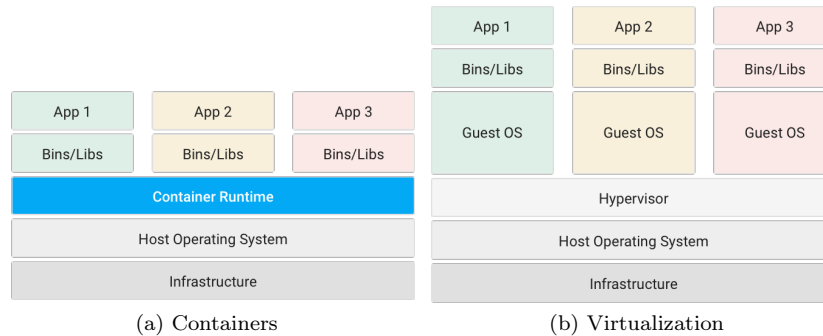 App 1
App 2
App 3
Bins/Libs
Bins/Libs
Bins/Libs
Container Runtime
Host Operating System
Infrastructure
(a) Containers
App 1
App 2
App 3
Bins/Libs
Bins/Libs
Bins/Libs
Guest OS
Guest OS
Guest OS
Hypervisor
Host Operating System
Infrastructure
(b) Virtualization